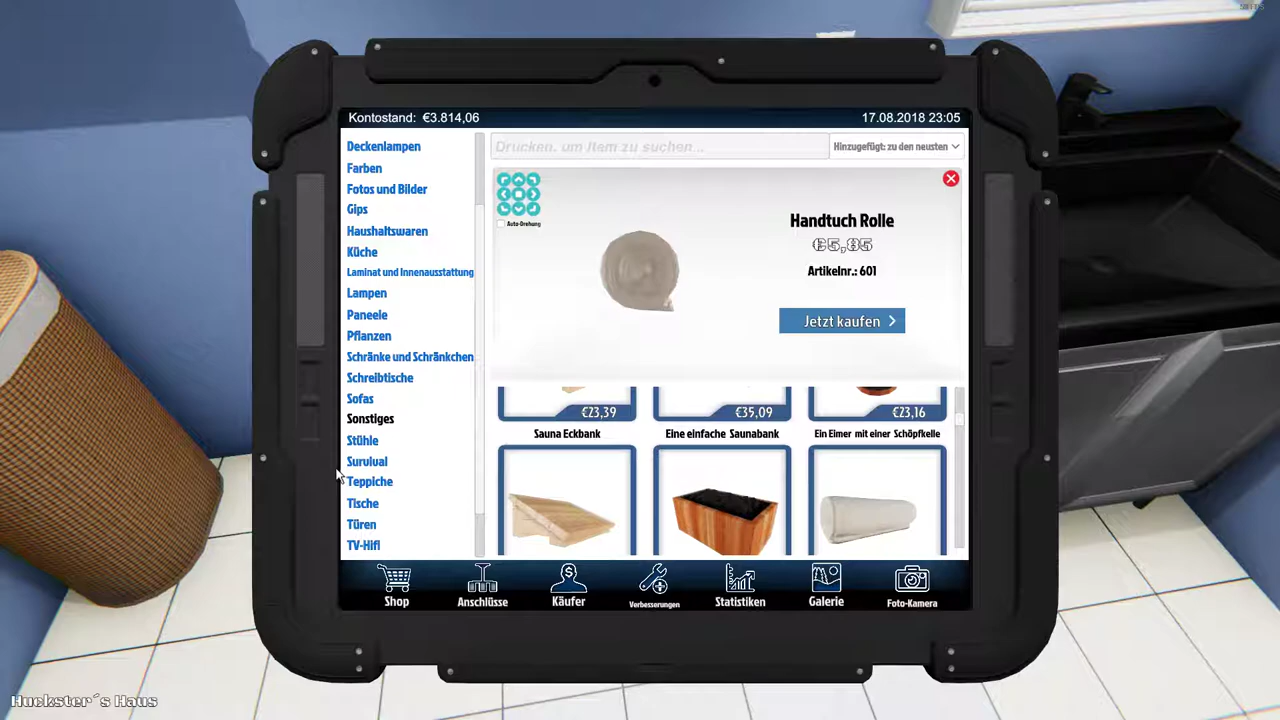 Kontostand: €3.814,06
17.08.2018 23:05
Deckenlampen
Farben
Fotos und Bilder
Gips
Haushaltswaren
Küche
Laminat und Innenausstattung
Lampen
Paneele
Pflanzen
Schränke und Schränkchen
Schreibtische
Sofas
Sonstiges
Stühle
Survival
Teppiche
Tische
Türen
TV-Hifi
Drücken, um Item zu suchen...
Hinzugefügt: zu den neusten
Auto-Drehung
Handtuch Rolle
€5,85
Artikelnr.: 601
Jetzt kaufen
€23,39
€35,09
€23,16
Sauna Eckbank
Eine einfache Saunabank
Ein Eimer mit einer Schöpfkelle
Shop
Anschlüsse
Käufer
Verbesserungen
Statistiken
Galerie
Foto-Kamera
Huckster´s Haus